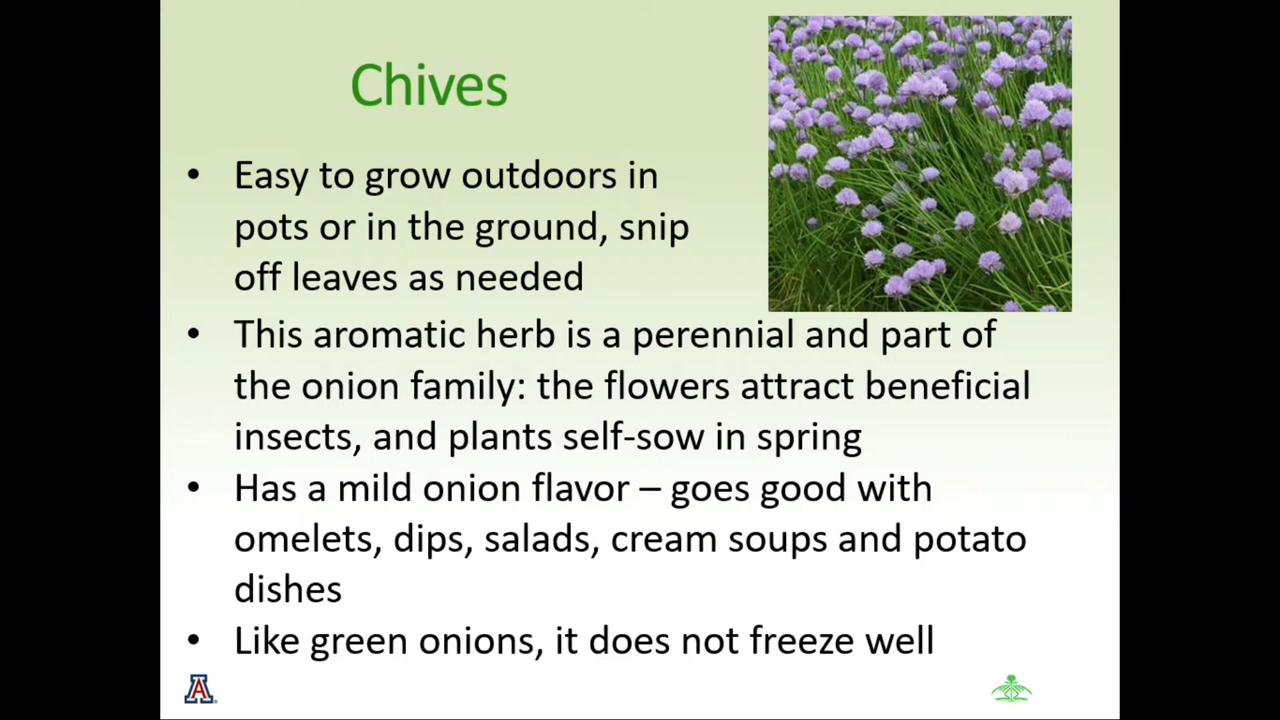 Chives
• Easy to grow outdoors in
pots or in the ground, snip
off leaves as needed
• This aromatic herb is a perennial and part of
the onion family: the flowers attract beneficial
insects, and plants self-sow in spring
• Has a mild onion flavor – goes good with
omelets, dips, salads, cream soups and potato
dishes
• Like green onions, it does not freeze well
A